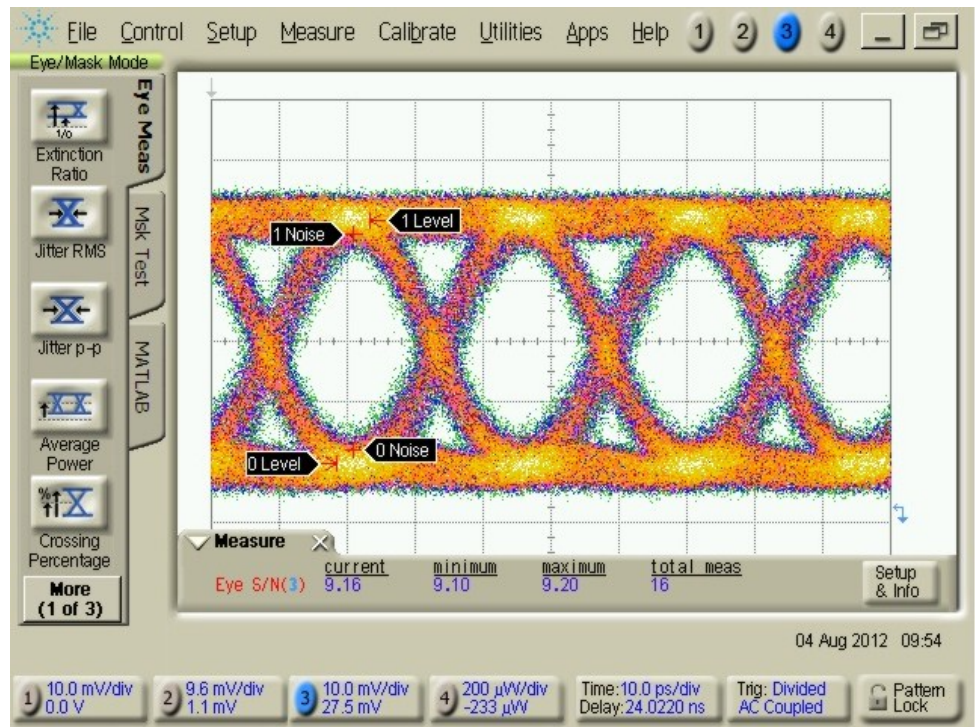 File Control Setup Measure Calibrate Utilities Apps Help 1 2 3 4
Eye/Mask Mode
Eye Meas
Msk Test
MATLAB
1/0
Extinction
Ratio
Jitter RMS
Jitter p-p
Average
Power
%
Crossing
Percentage
More
(1 of 3)
1 Level
1 Noise
0 Noise
0 Level
Measure
current minimum maximum total meas
Eye S/N(3) 9.16 9.10 9.20 16
Setup
& Info
04 Aug 2012 09:54
1 10.0 mV/div
0.0 V
2 9.6 mV/div
1.1 mV
3 10.0 mV/div
27.5 mV
4 200 µW/div
-233 µW
Time:10.0 ps/div
Delay:24.0220 ns
Trig: Divided
AC Coupled
Pattern
Lock